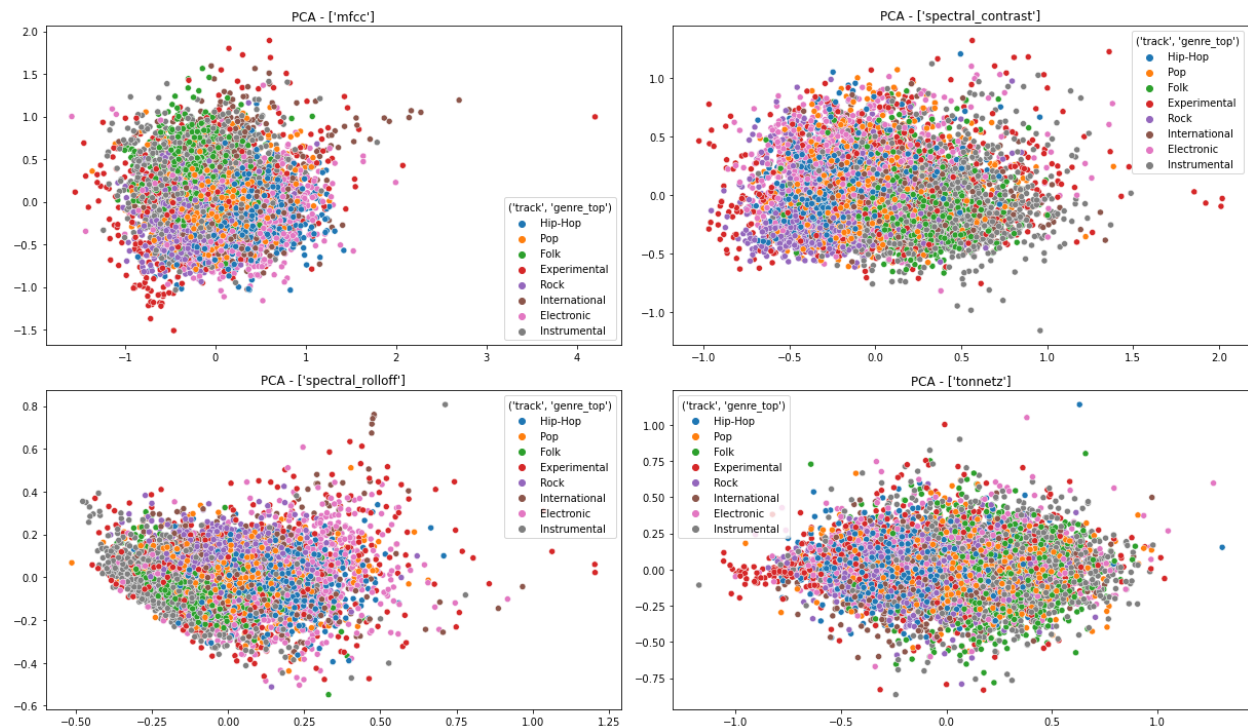 PCA - ['mfcc']
2.0
1.5
1.0
0.5
0.0
−0.5
−1.0
−1.5
−1
0
1
2
3
4
('track', 'genre_top')
Hip-Hop
Pop
Folk
Experimental
Rock
International
Electronic
Instrumental
PCA - ['spectral_contrast']
1.0
0.5
0.0
−0.5
−1.0
−1.0
−0.5
0.0
0.5
1.0
1.5
2.0
('track', 'genre_top')
Hip-Hop
Pop
Folk
Experimental
Rock
International
Electronic
Instrumental
PCA - ['spectral_rolloff']
0.8
0.6
0.4
0.2
0.0
−0.2
−0.4
−0.6
−0.50
−0.25
0.00
0.25
0.50
0.75
1.00
1.25
('track', 'genre_top')
Hip-Hop
Pop
Folk
Experimental
Rock
International
Electronic
Instrumental
PCA - ['tonnetz']
1.00
0.75
0.50
0.25
0.00
−0.25
−0.50
−0.75
−1.0
−0.5
0.0
0.5
1.0
('track', 'genre_top')
Hip-Hop
Pop
Folk
Experimental
Rock
International
Electronic
Instrumental